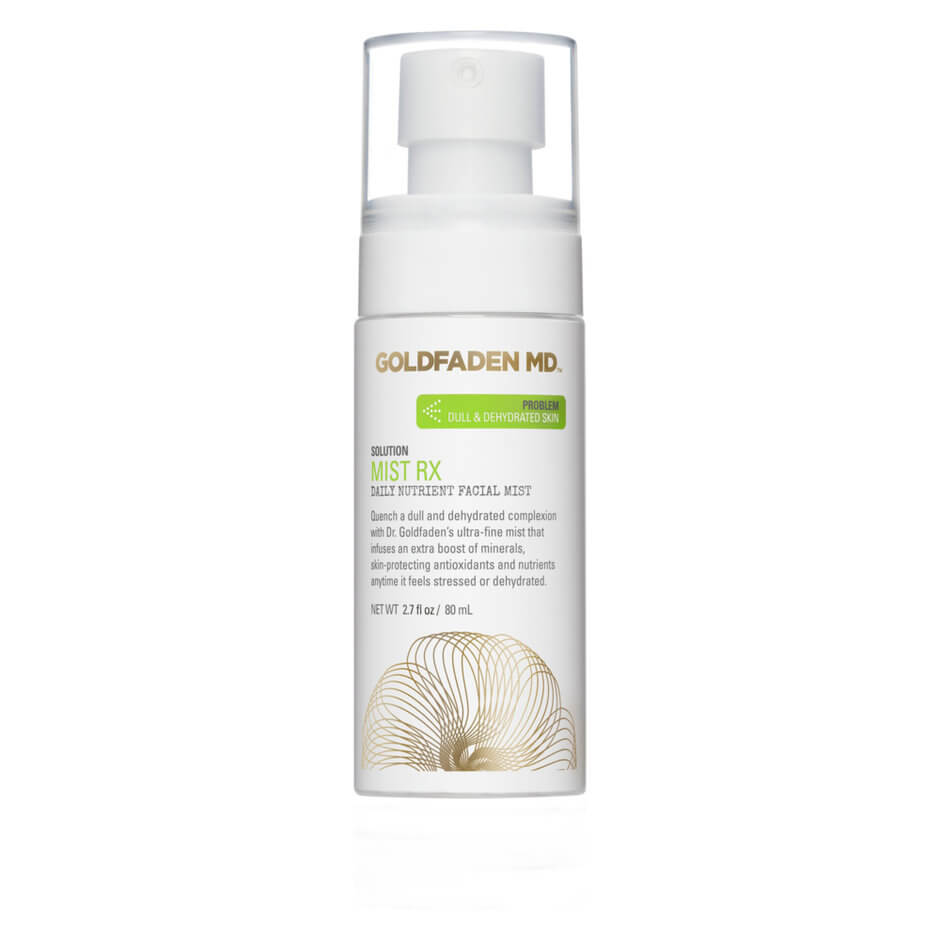 GOLDFADEN MD™
PROBLEM
DULL & DEHYDRATED SKIN
SOLUTION
MIST RX
DAILY NUTRIENT FACIAL MIST
Quench a dull and dehydrated complexion
with Dr. Goldfaden's ultra-fine mist that
infuses an extra boost of minerals,
skin-protecting antioxidants and nutrients
anytime it feels stressed or dehydrated.
NET WT 2.7 fl oz / 80 mL